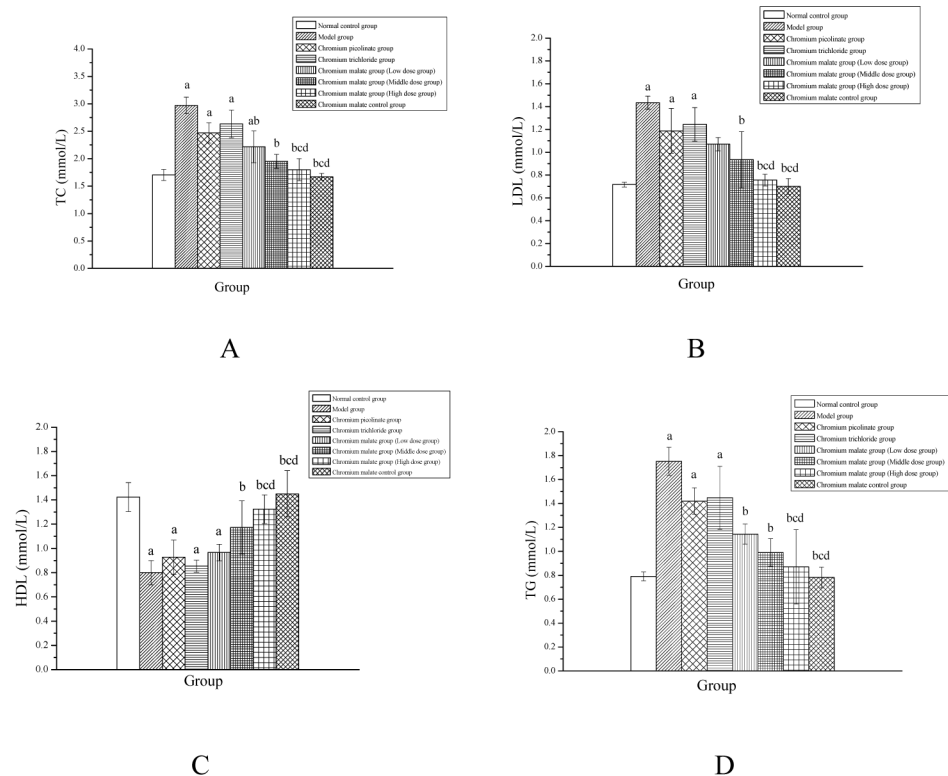 Normal control group
Model group
Chromium picolinate group
Chromium trichloride group
Chromium malate group (Low dose group)
Chromium malate group (Middle dose group)
Chromium malate group (High dose group)
Chromium malate control group
TC (mmol/L)
4.0
3.5
3.0
2.5
2.0
1.5
1.0
0.5
0.0
a
a
a
ab
b
bcd
bcd
Group
A
Normal control group
Model group
Chromium picolinate group
Chromium trichloride group
Chromium malate group (Low dose group)
Chromium malate group (Middle dose group)
Chromium malate group (High dose group)
Chromium malate control group
LDL (mmol/L)
2.0
1.8
1.6
1.4
1.2
1.0
0.8
0.6
0.4
0.2
0.0
a
a
a
b
bcd
bcd
Group
B
Normal control group
Model group
Chromium picolinate group
Chromium trichloride group
Chromium malate group (Low dose group)
Chromium malate group (Middle dose group)
Chromium malate group (High dose group)
Chromium malate control group
HDL (mmol/L)
2.0
1.8
1.6
1.4
1.2
1.0
0.8
0.6
0.4
0.2
0.0
a
a
a
a
b
bcd
bcd
Group
C
Normal control group
Model group
Chromium picolinate group
Chromium trichloride group
Chromium malate group (Low dose group)
Chromium malate group (Middle dose group)
Chromium malate group (High dose group)
Chromium malate control group
TG (mmol/L)
2.0
1.8
1.6
1.4
1.2
1.0
0.8
0.6
0.4
0.2
0.0
a
a
a
b
b
bcd
bcd
Group
D